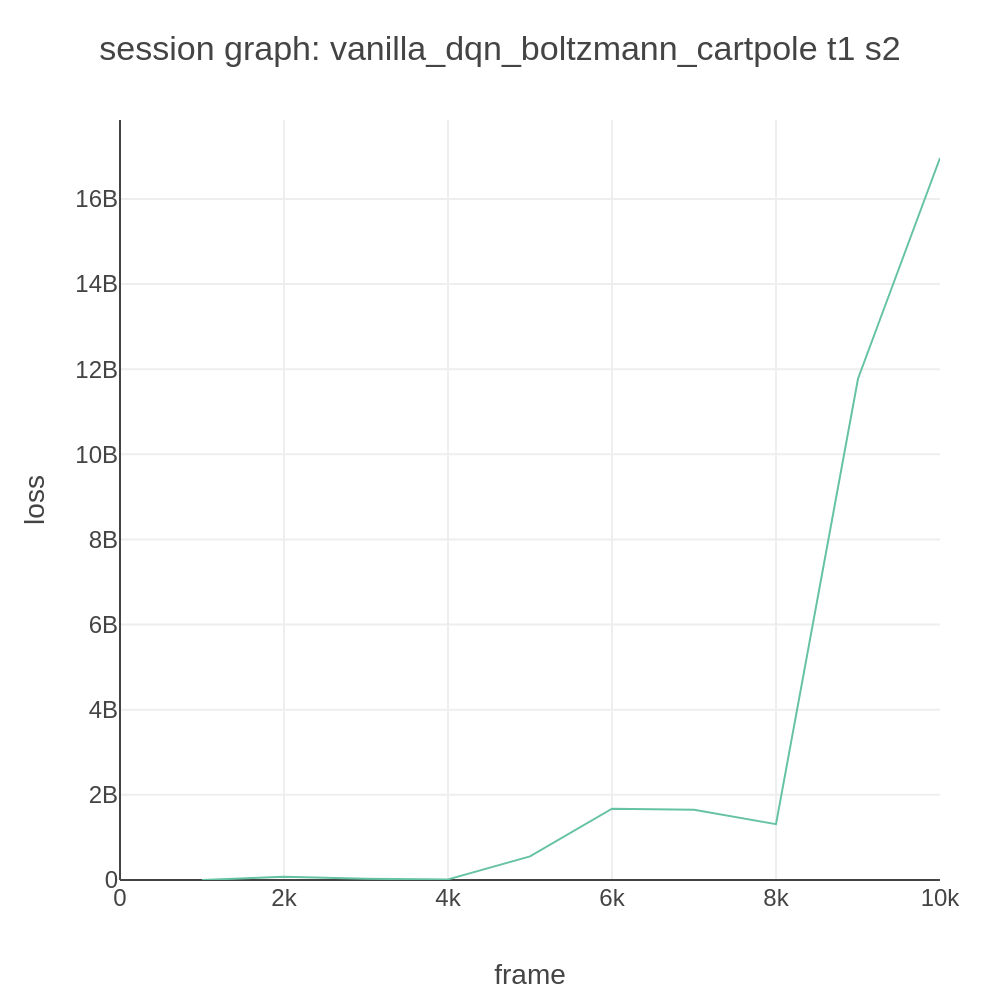 session graph: vanilla_dqn_boltzmann_cartpole t1 s2
16B
14B
12B
10B
8B
6B
4B
2B
0
loss
0 2k 4k 6k 8k 10k
frame